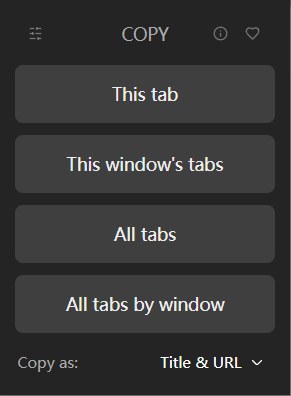 COPY
This tab
This window's tabs
All tabs
All tabs by window
Copy as: Title & URL